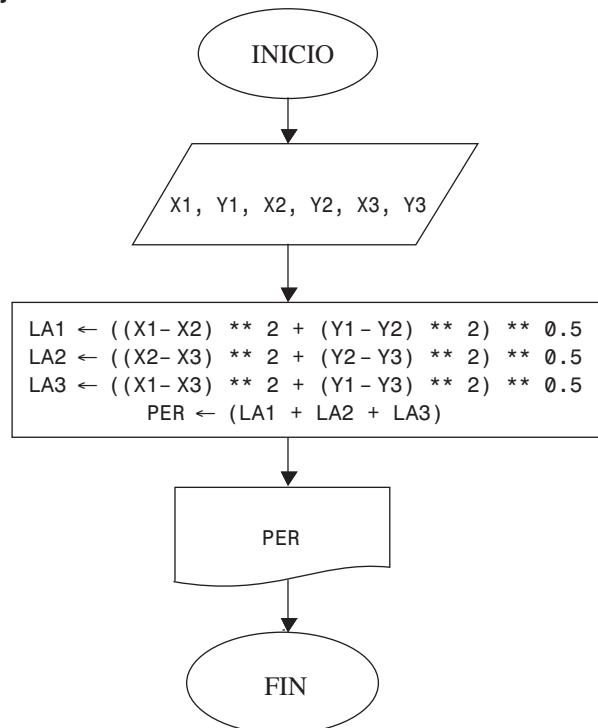 INICIO
X1, Y1, X2, Y2, X3, Y3
LA1 ← ((X1-X2) ** 2 + (Y1-Y2) ** 2) ** 0.5
LA2 ← ((X2-X3) ** 2 + (Y2-Y3) ** 2) ** 0.5
LA3 ← ((X1-X3) ** 2 + (Y1-Y3) ** 2) ** 0.5
PER ← (LA1 + LA2 + LA3)
PER
FIN